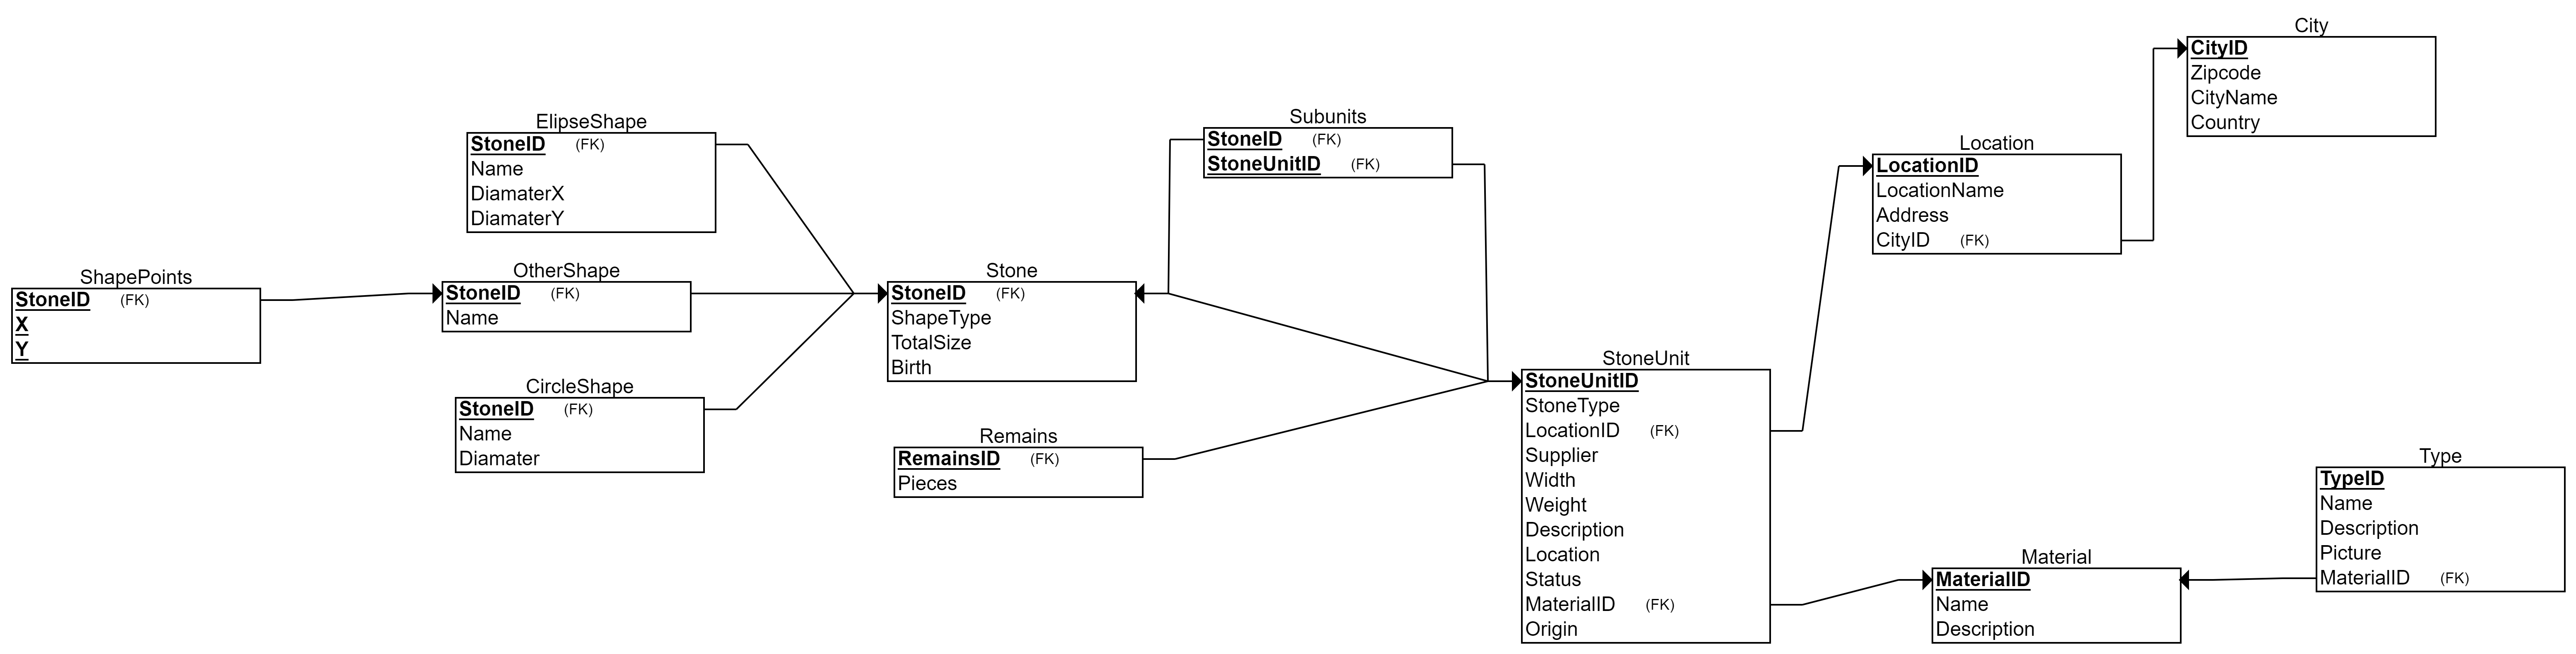 City
CityID
Zipcode
CityName
Country
ElipseShape
StoneID (FK)
Name
DiamaterX
DiamaterY
Subunits
StoneID (FK)
StoneUnitID (FK)
Location
LocationID
LocationName
Address
CityID (FK)
ShapePoints
StoneID (FK)
X
Y
OtherShape
StoneID (FK)
Name
Stone
StoneID (FK)
ShapeType
TotalSize
Birth
CircleShape
StoneID (FK)
Name
Diamater
Remains
RemainsID (FK)
Pieces
StoneUnit
StoneUnitID
StoneType
LocationID (FK)
Supplier
Width
Weight
Description
Location
Status
MaterialID (FK)
Origin
Material
MaterialID
Name
Description
Type
TypeID
Name
Description
Picture
MaterialID (FK)